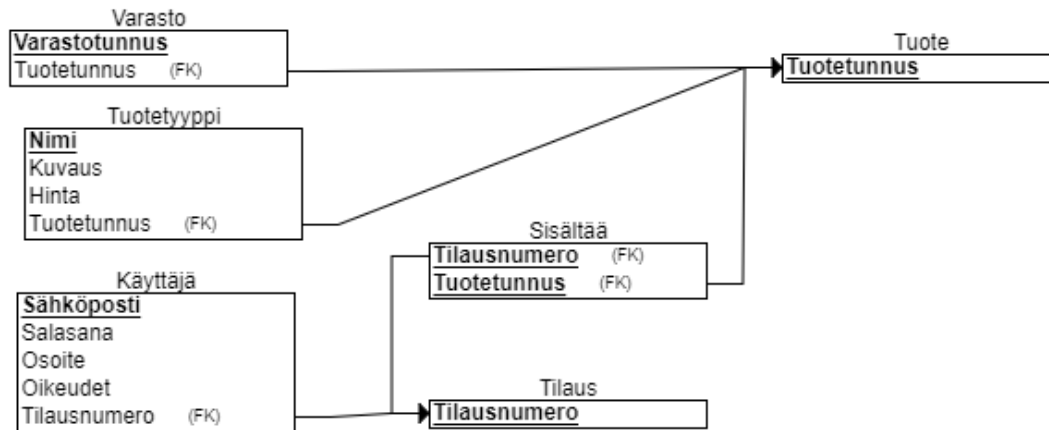 Varasto
Varastotunnus
Tuotetunnus (FK)
Tuote
Tuotetunnus
Tuotetyyppi
Nimi
Kuvaus
Hinta
Tuotetunnus (FK)
Sisältää
Tilausnumero (FK)
Tuotetunnus (FK)
Käyttäjä
Sähköposti
Salasana
Osoite
Oikeudet
Tilausnumero (FK)
Tilaus
Tilausnumero